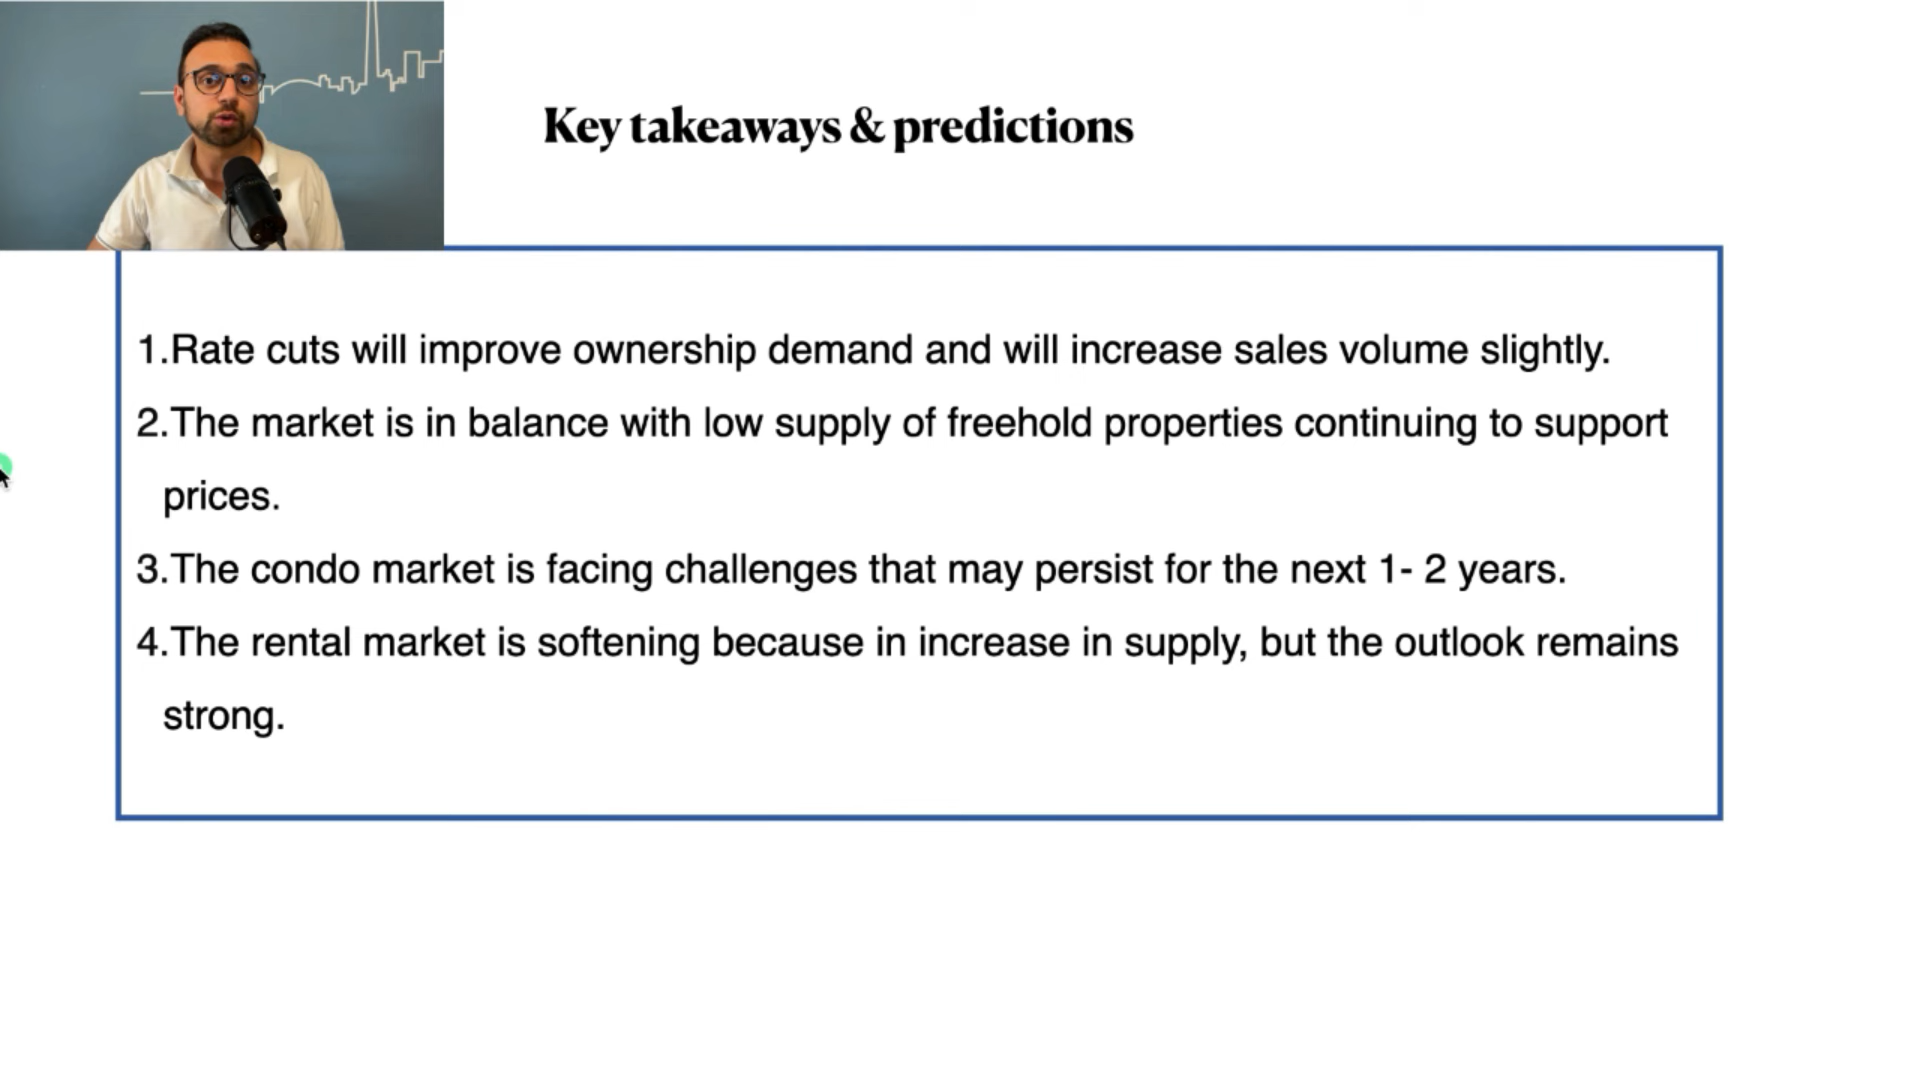 Key takeaways & predictions
1.Rate cuts will improve ownership demand and will increase sales volume slightly.
2.The market is in balance with low supply of freehold properties continuing to support
prices.
3.The condo market is facing challenges that may persist for the next 1- 2 years.
4.The rental market is softening because in increase in supply, but the outlook remains
strong.